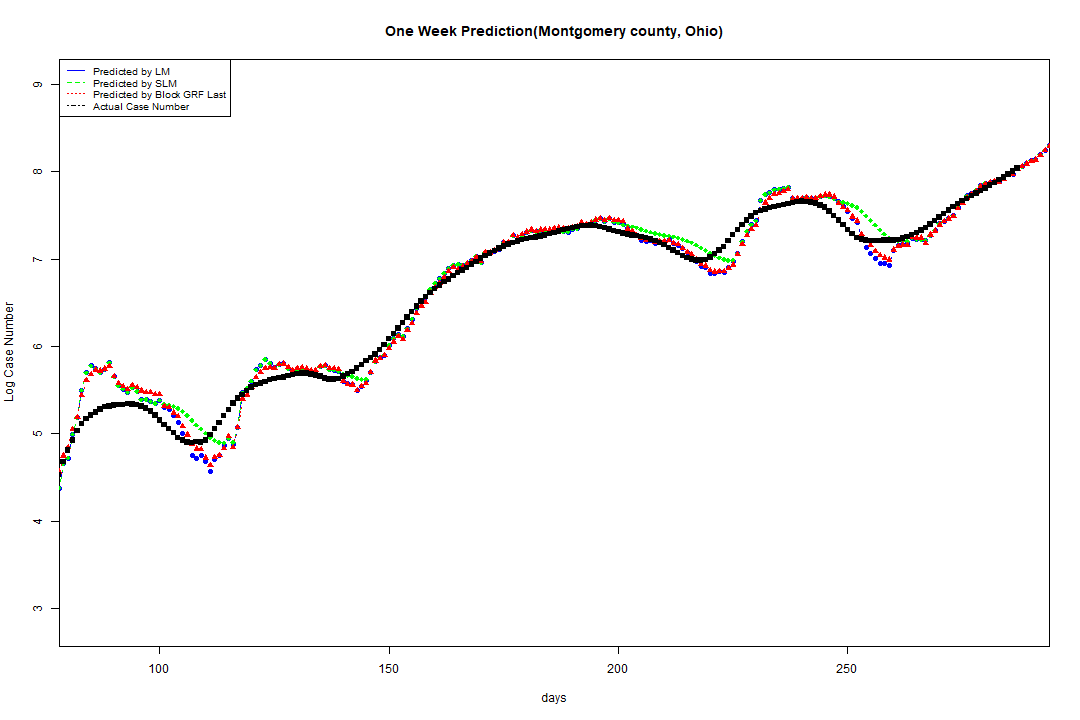 One Week Prediction(Montgomery county, Ohio)
Predicted by LM
Predicted by SLM
Predicted by Block GRF Last
Actual Case Number
9
8
7
6
5
4
3
Log Case Number
100 150 200 250
days